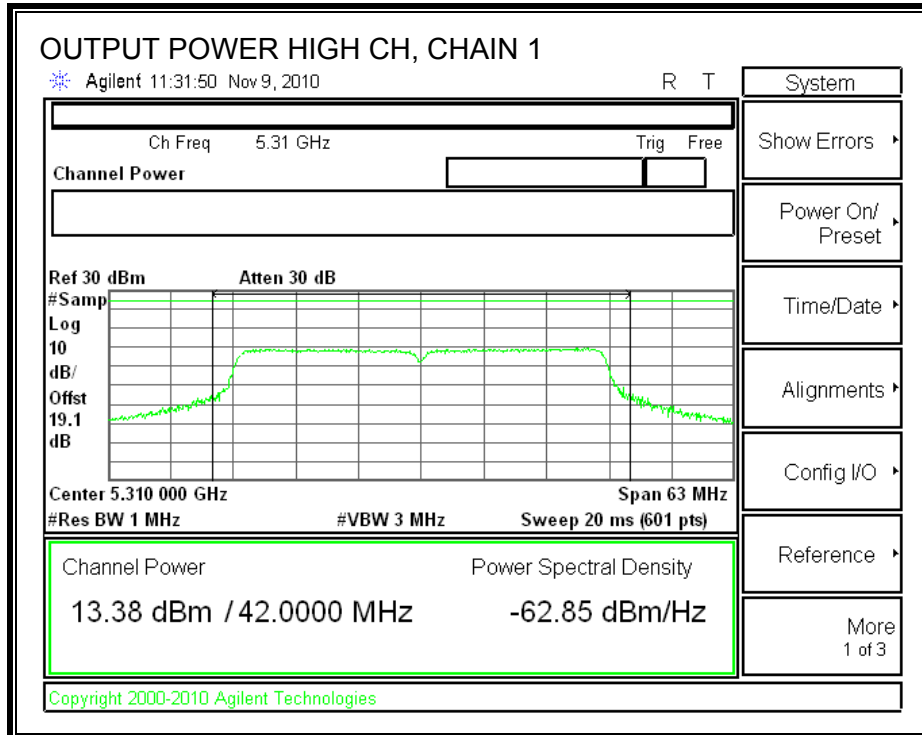 OUTPUT POWER HIGH CH, CHAIN 1
Agilent 11:31:50 Nov 9, 2010 R T
System
Ch Freq 5.31 GHz Trig Free
Channel Power
Show Errors
Power On/
Preset
Ref 30 dBm Atten 30 dB
#Samp
Log
10
dB/
Offst
19.1
dB
Time/Date
Alignments
Config I/O
Center 5.310 000 GHz Span 63 MHz
#Res BW 1 MHz #VBW 3 MHz Sweep 20 ms (601 pts)
Channel Power Power Spectral Density
13.38 dBm / 42.0000 MHz -62.85 dBm/Hz
Reference
More
1 of 3
Copyright 2000-2010 Agilent Technologies